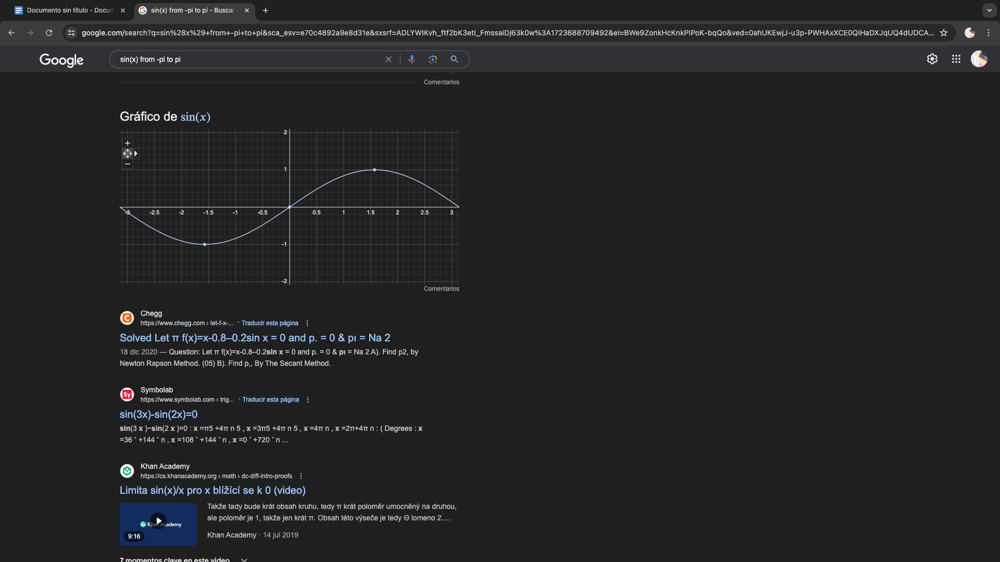 Documento sin título - Docum
sin(x) from -pi to pi - Buscar
google.com/search?q=sin%28x%29+from+-pi+to+pi&sca_esv=e70c4892a9e8d31e&sxsrf=ADLYWIKvh_ftf2bK3etI_FmssaiDj63k0w%3A1723688709492&ei=BWe9ZonkHcKnkPIPoK-bqQo&ved=0ahUKEwjJ-u3p-PWHAxXCE0QIHaDXJqUQ4dUDCA...
Google
sin(x) from -pi to pi
Comentarios
Gráfico de sin(x)
2
1
-3 -2.5 -2 -1.5 -1 -0.5 0.5 1 1.5 2 2.5 3
-1
-2
Comentarios
Chegg
https://www.chegg.com › let-f-x-... · Traducir esta página
Solved Let π f(x)=x-0.8–0.2sin x = 0 and p. = 0 & pı = Na 2
18 dic 2020 — Question: Let π f(x)=x-0.8–0.2sin x = 0 and p. = 0 & pı = Na 2 A). Find p2, by
Newton Rapson Method. (05) B). Find p,, By The Secant Method.
Sy
Symbolab
https://www.symbolab.com › trig... · Traducir esta página
sin(3x)-sin(2x)=0
sin(3 x )−sin(2 x )=0 : x =π5 +4π n 5 , x =3π5 +4π n 5 , x =4π n , x =2π+4π n : ( Degrees : x
=36 ° +144 ° n , x =108 ° +144 ° n , x =0 ° +720 ° n ...
Khan Academy
https://cs.khanacademy.org › math › dc-diff-intro-proofs
Limita sin(x)/x pro x blížící se k 0 (video)
Takže tady bude krát obsah kruhu, tedy π krát poloměr umocněný na druhou,
ale poloměr je 1, takže jen krát π. Obsah této výseče je tedy Θ lomeno 2....
Khan Academy
9:16
Khan Academy · 14 jul 2019
7 momentos clave en este video